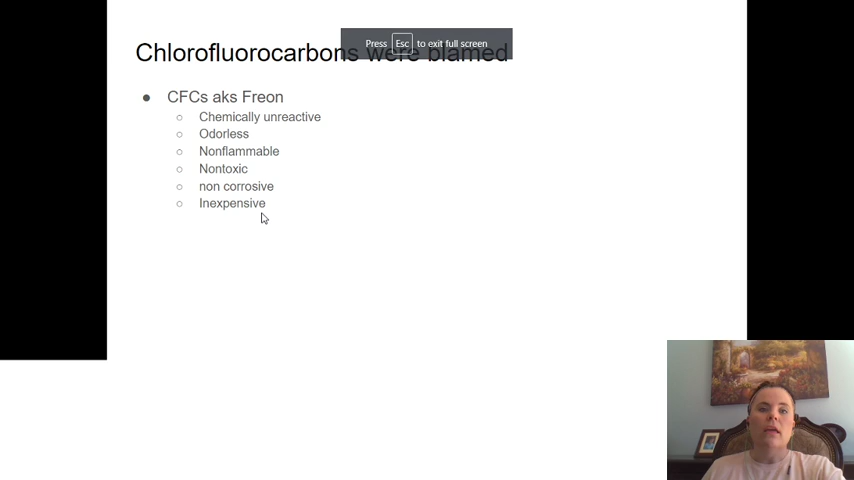 Chlorofluorocarbons were blamed
Press Esc to exit full screen
CFCs aks Freon
Chemically unreactive
Odorless
Nonflammable
Nontoxic
non corrosive
Inexpensive